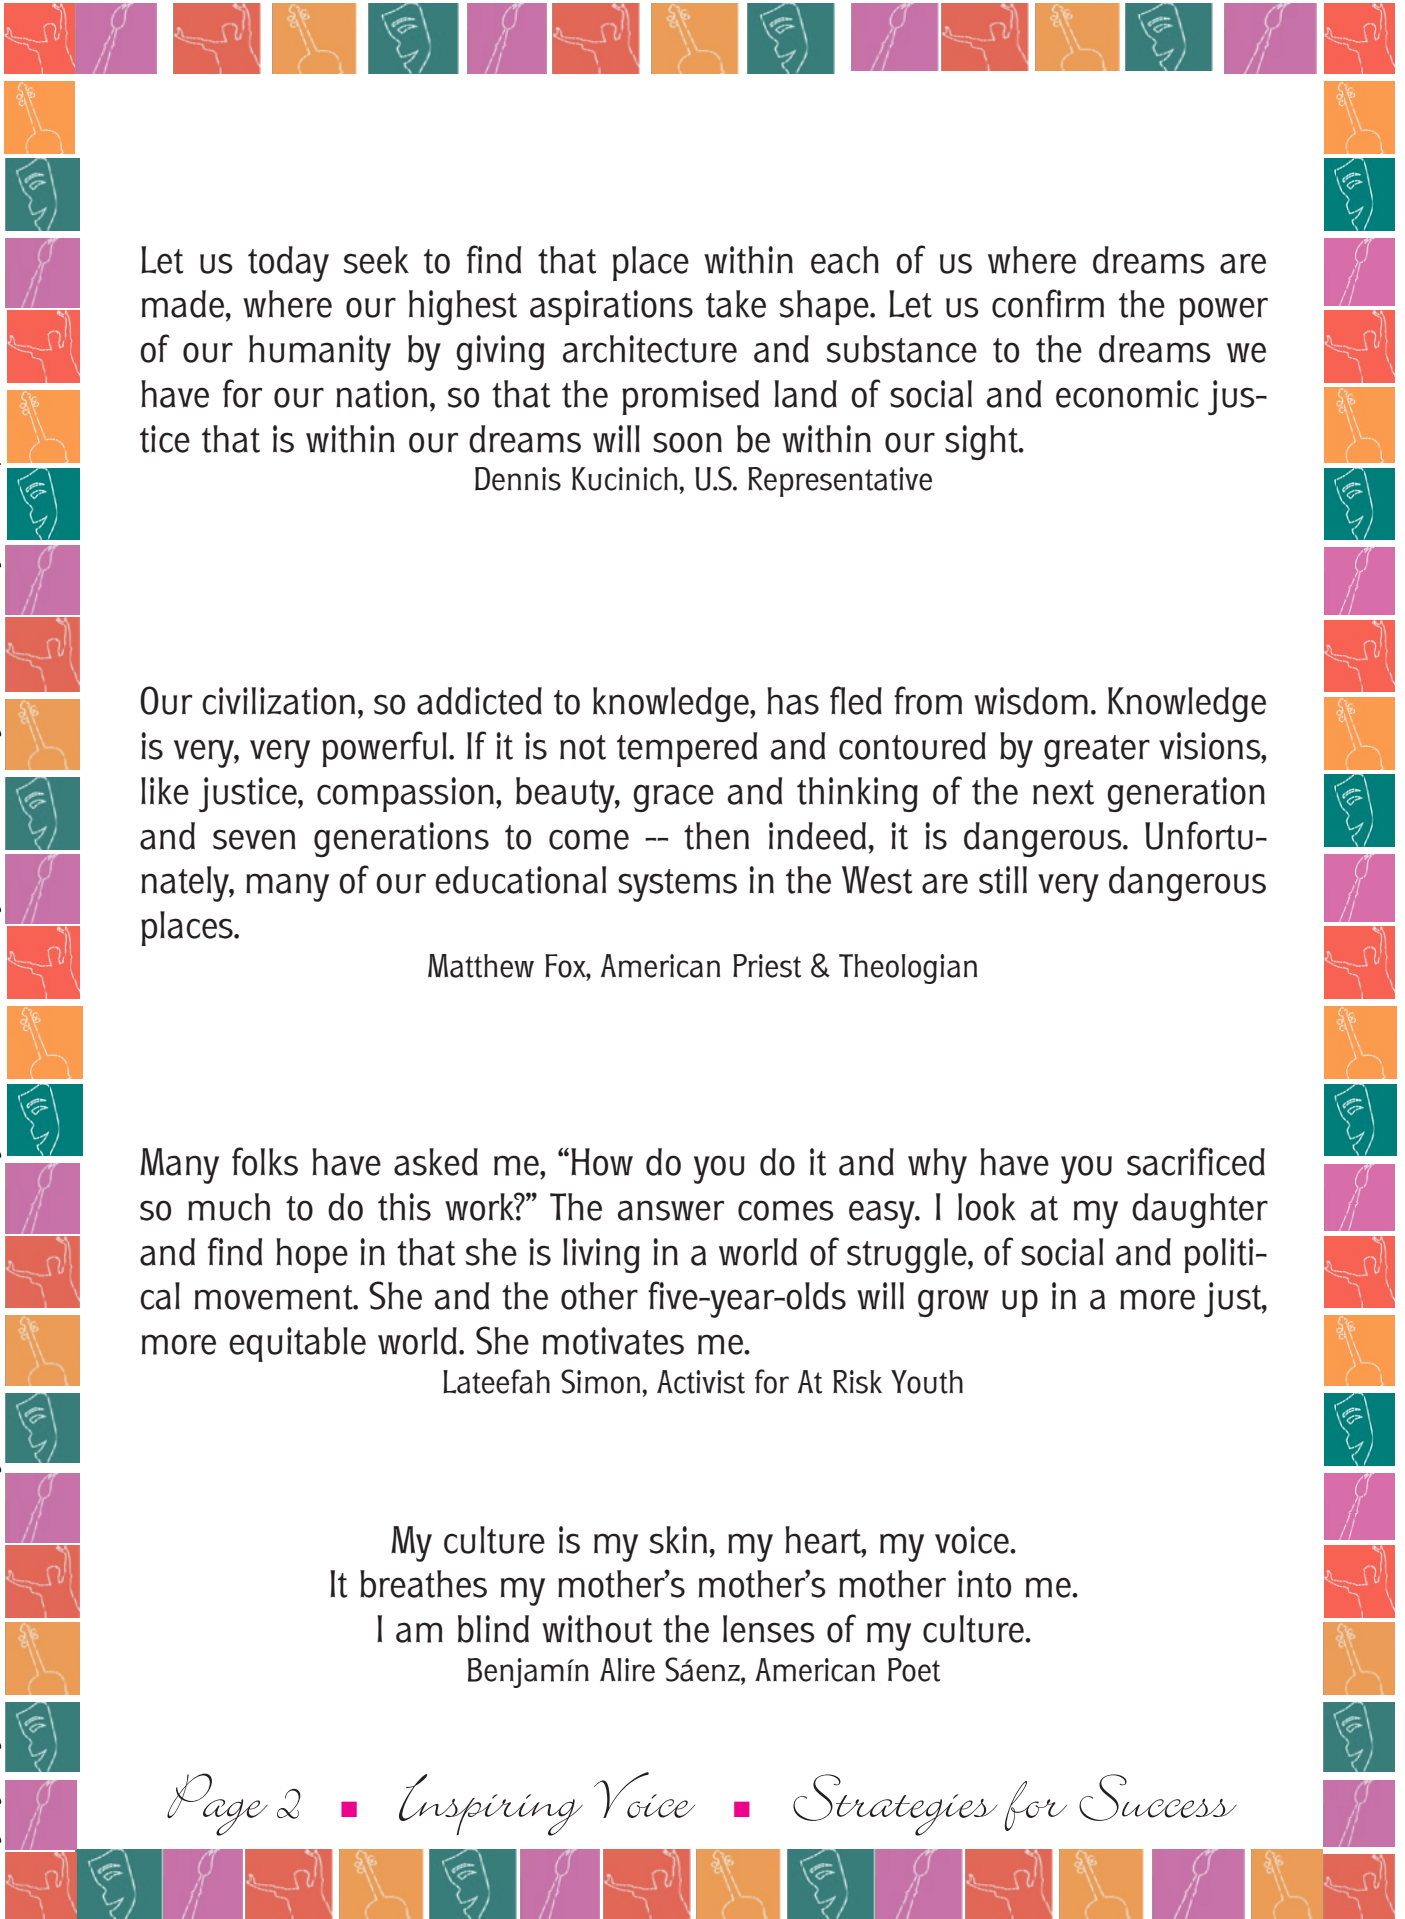 Let us today seek to find that place within each of us where dreams are
made, where our highest aspirations take shape. Let us confirm the power
of our humanity by giving architecture and substance to the dreams we
have for our nation, so that the promised land of social and economic jus-
tice that is within our dreams will soon be within our sight.
Dennis Kucinich, U.S. Representative
Our civilization, so addicted to knowledge, has fled from wisdom. Knowledge
is very, very powerful. If it is not tempered and contoured by greater visions,
like justice, compassion, beauty, grace and thinking of the next generation
and seven generations to come -- then indeed, it is dangerous. Unfortu-
nately, many of our educational systems in the West are still very dangerous
places.
Matthew Fox, American Priest & Theologian
Many folks have asked me, “How do you do it and why have you sacrificed
so much to do this work?” The answer comes easy. I look at my daughter
and find hope in that she is living in a world of struggle, of social and politi-
cal movement. She and the other five-year-olds will grow up in a more just,
more equitable world. She motivates me.
Lateefah Simon, Activist for At Risk Youth
My culture is my skin, my heart, my voice.
It breathes my mother’s mother’s mother into me.
I am blind without the lenses of my culture.
Benjamín Alire Sáenz, American Poet
Page 2 ▪ Inspiring Voice ▪ Strategies for Success